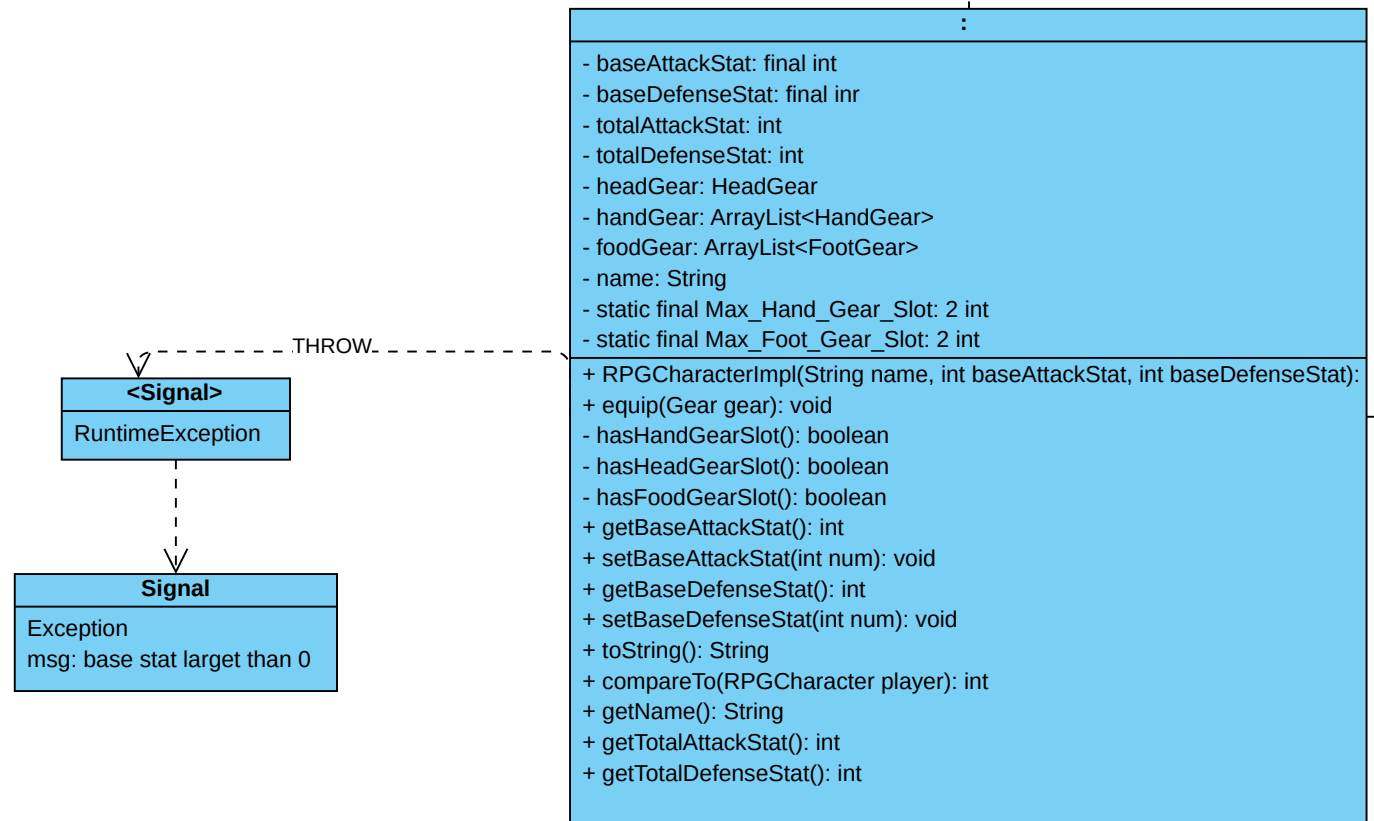 :
- baseAttackStat: final int
- baseDefenseStat: final inr
- totalAttackStat: int
- totalDefenseStat: int
- headGear: HeadGear
- handGear: ArrayList<HandGear>
- foodGear: ArrayList<FootGear>
- name: String
- static final Max_Hand_Gear_Slot: 2 int
- static final Max_Foot_Gear_Slot: 2 int
+ RPGCharacterImpl(String name, int baseAttackStat, int baseDefenseStat):
+ equip(Gear gear): void
- hasHandGearSlot(): boolean
- hasHeadGearSlot(): boolean
- hasFoodGearSlot(): boolean
+ getBaseAttackStat(): int
+ setBaseAttackStat(int num): void
+ getBaseDefenseStat(): int
+ setBaseDefenseStat(int num): void
+ toString(): String
+ compareTo(RPGCharacter player): int
+ getName(): String
+ getTotalAttackStat(): int
+ getTotalDefenseStat(): int
THROW
<Signal>
RuntimeException
Signal
Exception
msg: base stat larget than 0